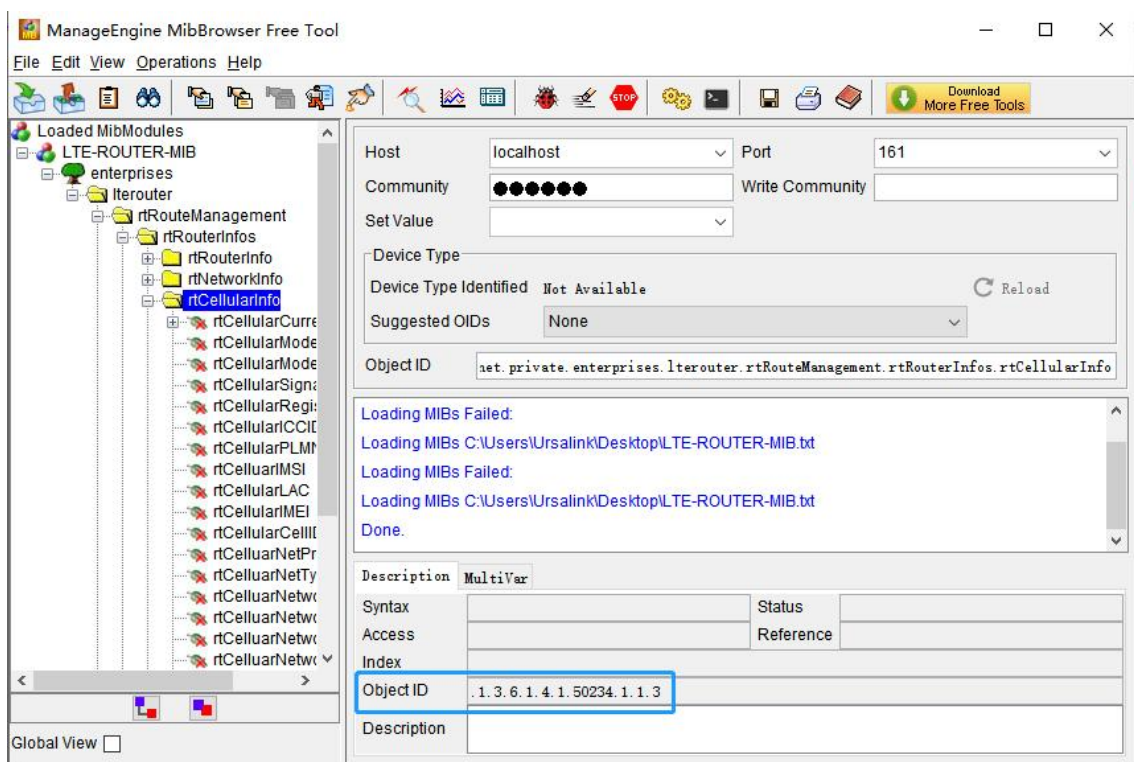 ManageEngine MibBrowser Free Tool
File Edit View Operations Help
STOP
Download
More Free Tools
Loaded MibModules
LTE-ROUTER-MIB
enterprises
lterouter
rtRouteManagement
rtRouterInfos
rtRouterInfo
rtNetworkInfo
rtCellularInfo
rtCellularCurre
rtCellularMode
rtCellularMode
rtCellularSigna
rtCellularRegis
rtCellularICCID
rtCellularPLMN
rtCelluarIMSI
rtCellularLAC
rtCellularIMEI
rtCellularCellID
rtCelluarNetPr
rtCelluarNetTy
rtCelluarNetwo
rtCelluarNetwo
rtCelluarNetwo
rtCelluarNetwo
Global View
Host localhost Port 161
Community ●●●●●● Write Community
Set Value
Device Type
Device Type Identified Not Available Reload
Suggested OIDs None
Object ID net.private.enterprises.lterouter.rtRouteManagement.rtRouterInfos.rtCellularInfo
Loading MIBs Failed:
Loading MIBs C:\Users\Ursalink\Desktop\LTE-ROUTER-MIB.txt
Loading MIBs Failed:
Loading MIBs C:\Users\Ursalink\Desktop\LTE-ROUTER-MIB.txt
Done.
Description MultiVar
Syntax Status
Access Reference
Index
Object ID .1.3.6.1.4.1.50234.1.1.3
Description